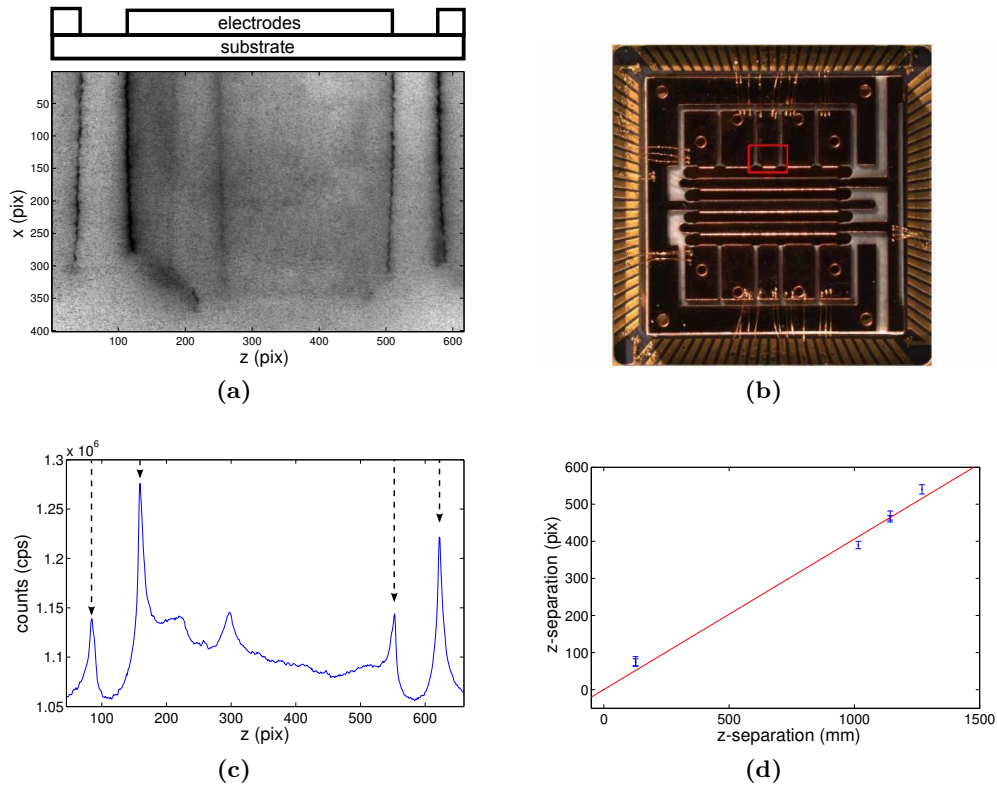 electrodes
substrate
50
100
150
200
250
300
350
400
x (pix)
100 200 300 400 500 600
z (pix)
(a)
(b)
1.3 x 10^6
1.25
1.2
1.15
1.1
1.05
counts (cps)
100 200 300 400 500 600
z (pix)
(c)
600
500
400
300
200
100
0
z-separation (pix)
0 500 1000 1500
z-separation (mm)
(d)